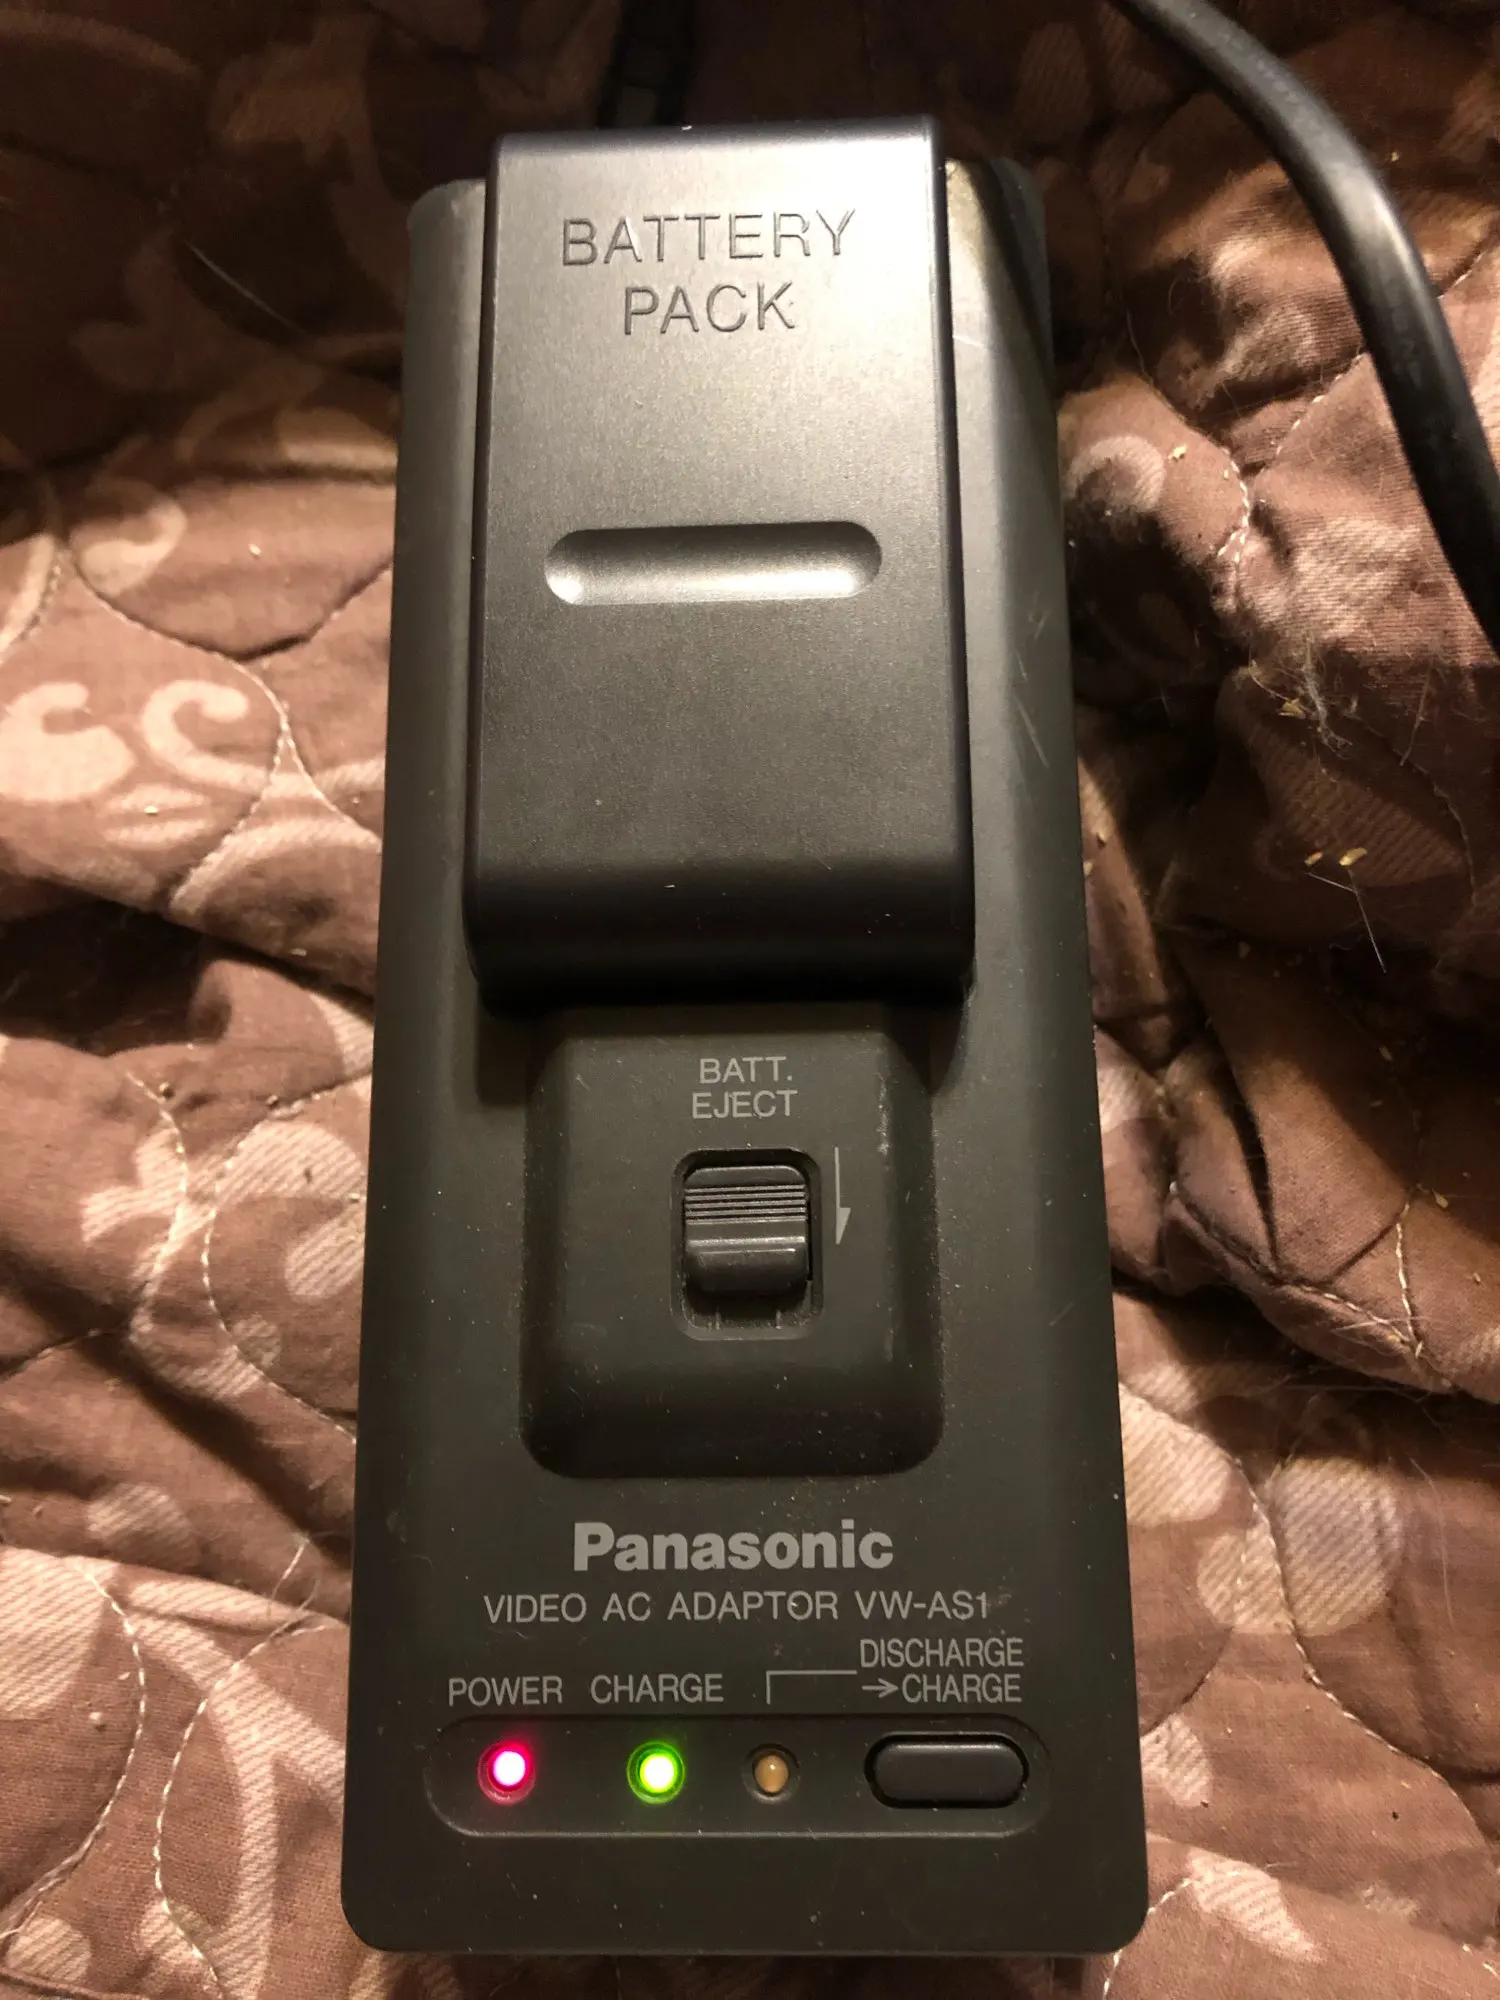 BATTERY
PACK
BATT.
EJECT
Panasonic
VIDEO AC ADAPTOR VW-AS1
POWER CHARGE DISCHARGE
→CHARGE